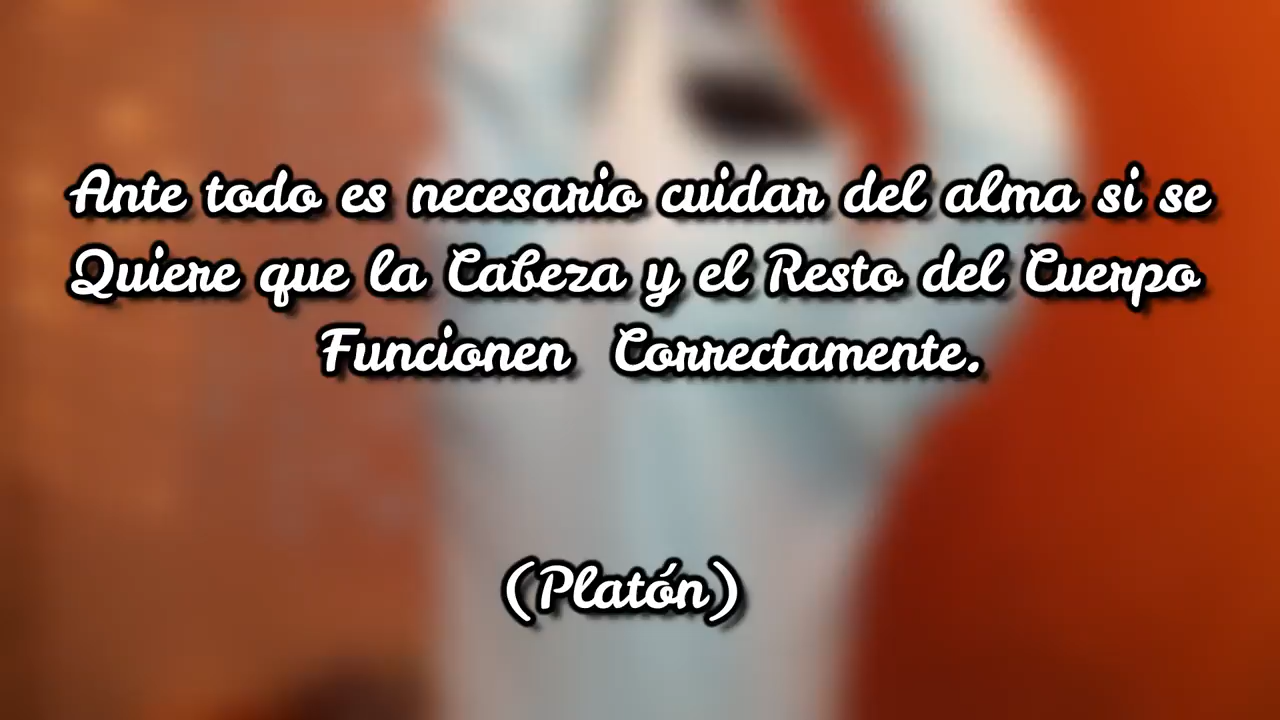 Ante todo es necesario cuidar del alma si se
Quiere que la Cabeza y el Resto del Cuerpo
Funcionen Correctamente.
(Platón)